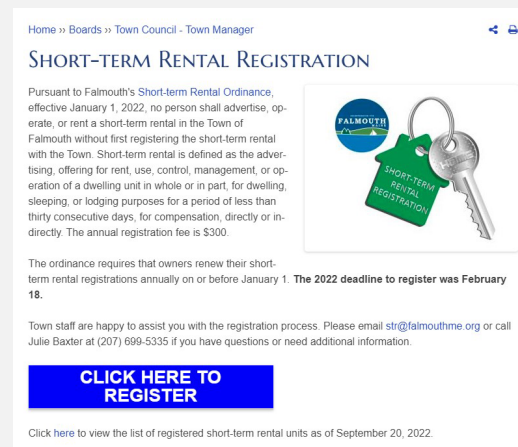 Home ›› Boards ›› Town Council - Town Manager
Short-term Rental Registration
Pursuant to Falmouth's Short-term Rental Ordinance,
effective January 1, 2022, no person shall advertise, op-
erate, or rent a short-term rental in the Town of
Falmouth without first registering the short-term rental
with the Town. Short-term rental is defined as the adver-
tising, offering for rent, use, control, management, or op-
eration of a dwelling unit in whole or in part, for dwelling,
sleeping, or lodging purposes for a period of less than
thirty consecutive days, for compensation, directly or in-
directly. The annual registration fee is $300.
FALMOUTH
MAINE
SHORT-TERM
RENTAL
REGISTRATION
The ordinance requires that owners renew their short-
term rental registrations annually on or before January 1. The 2022 deadline to register was February
18.
Town staff are happy to assist you with the registration process. Please email str@falmouthme.org or call
Julie Baxter at (207) 699-5335 if you have questions or need additional information.
CLICK HERE TO
REGISTER
Click here to view the list of registered short-term rental units as of September 20, 2022.